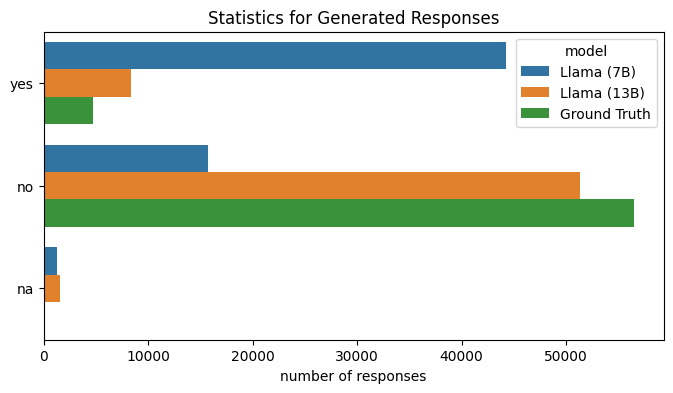 Statistics for Generated Responses
model
Llama (7B)
Llama (13B)
Ground Truth
yes
no
na
0 10000 20000 30000 40000 50000
number of responses